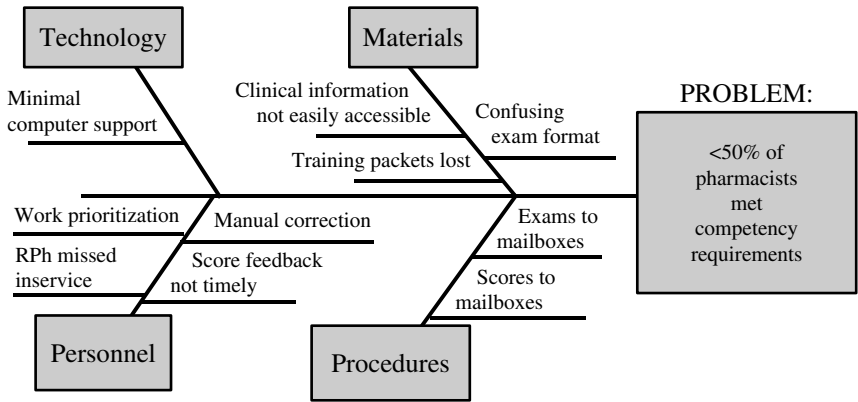 Technology
Materials
PROBLEM:
Minimal
computer support
Clinical information
not easily accessible
Confusing
exam format
Training packets lost
<50% of
pharmacists
met
competency
requirements
Work prioritization
Manual correction
RPh missed
inservice
Score feedback
not timely
Exams to
mailboxes
Scores to
mailboxes
Personnel
Procedures